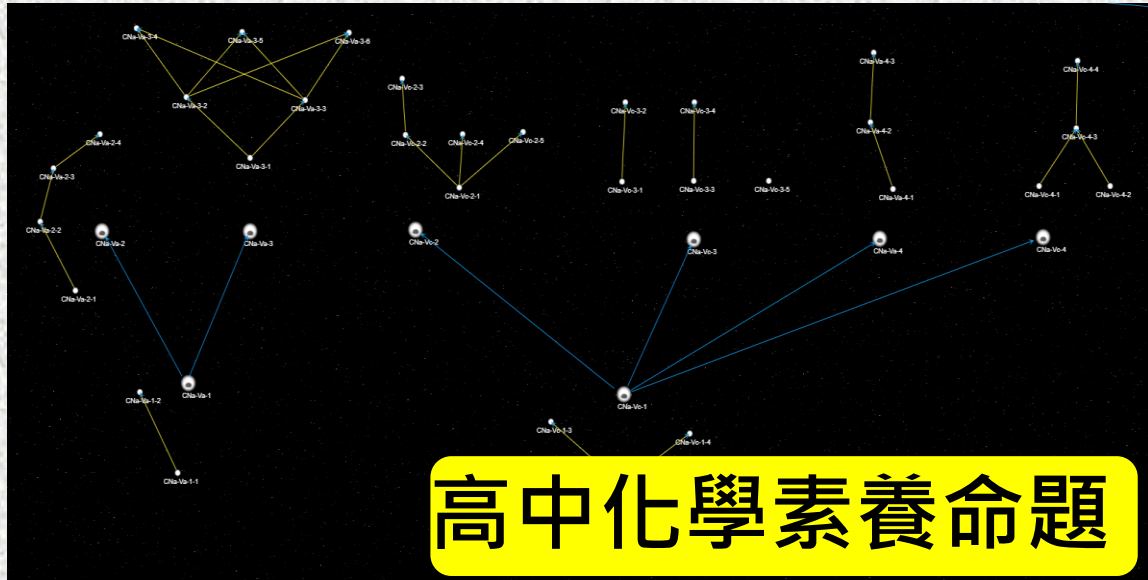 CNa-Va-3-4
CNa-Va-3-5
CNa-Va-3-6
CNa-Va-4-3
CNa-Vc-4-4
CNa-Vc-2-3
CNa-Va-3-2
CNa-Va-3-3
CNa-Vc-3-2
CNa-Vc-3-4
CNa-Va-4-2
CNa-Vc-4-3
CNa-Va-2-4
CNa-Vc-2-2
CNa-Vc-2-4
CNa-Vc-2-5
CNa-Va-3-1
CNa-Va-2-3
CNa-Vc-2-1
CNa-Vc-3-1
CNa-Vc-3-3
CNa-Vc-3-5
CNa-Va-4-1
CNa-Vc-4-1
CNa-Vc-4-2
CNa-Va-2-2
CNa-Va-2
CNa-Va-3
CNa-Vc-2
CNa-Vc-3
CNa-Va-4
CNa-Vc-4
CNa-Va-2-1
CNa-Va-1
CNa-Va-1-2
CNa-Vc-1
CNa-Vc-1-3
CNa-Vc-1-4
CNa-Va-1-1
高中化學素養命題